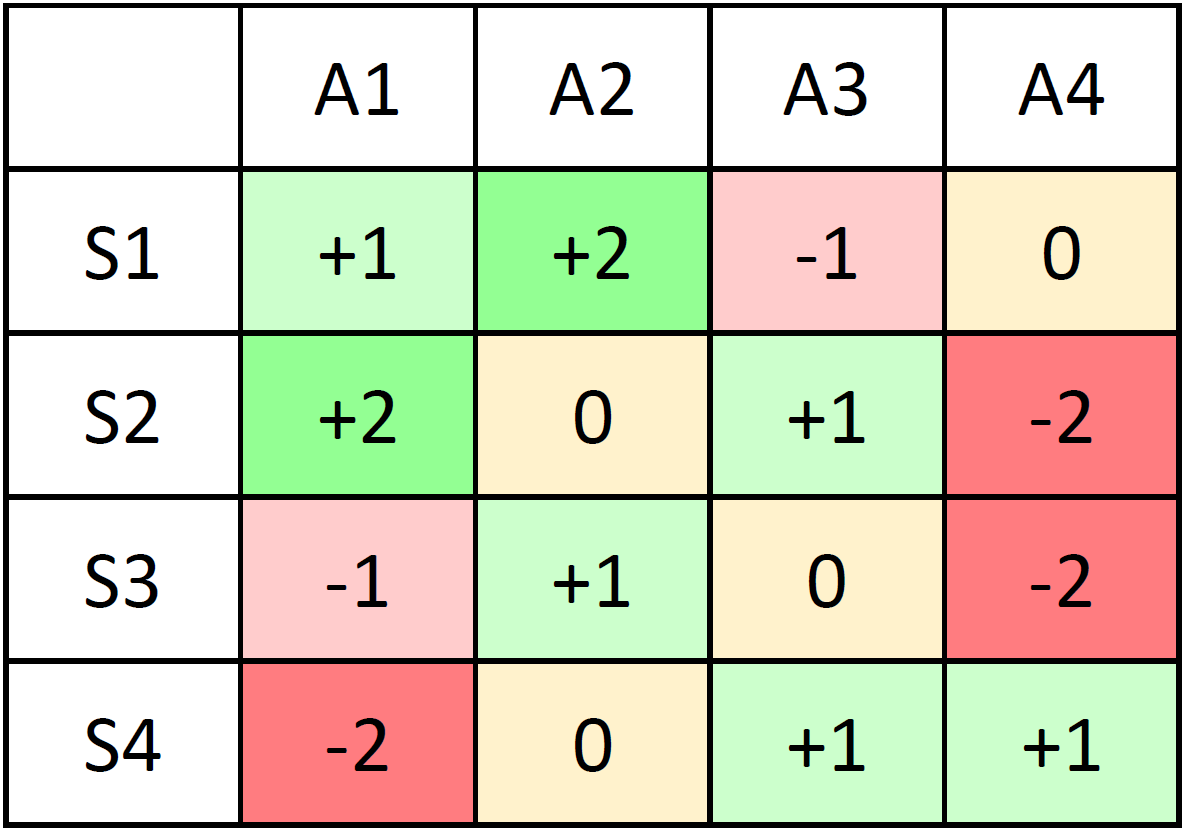 A1 A2 A3 A4
S1 +1 +2 -1 0
S2 +2 0 +1 -2
S3 -1 +1 0 -2
S4 -2 0 +1 +1